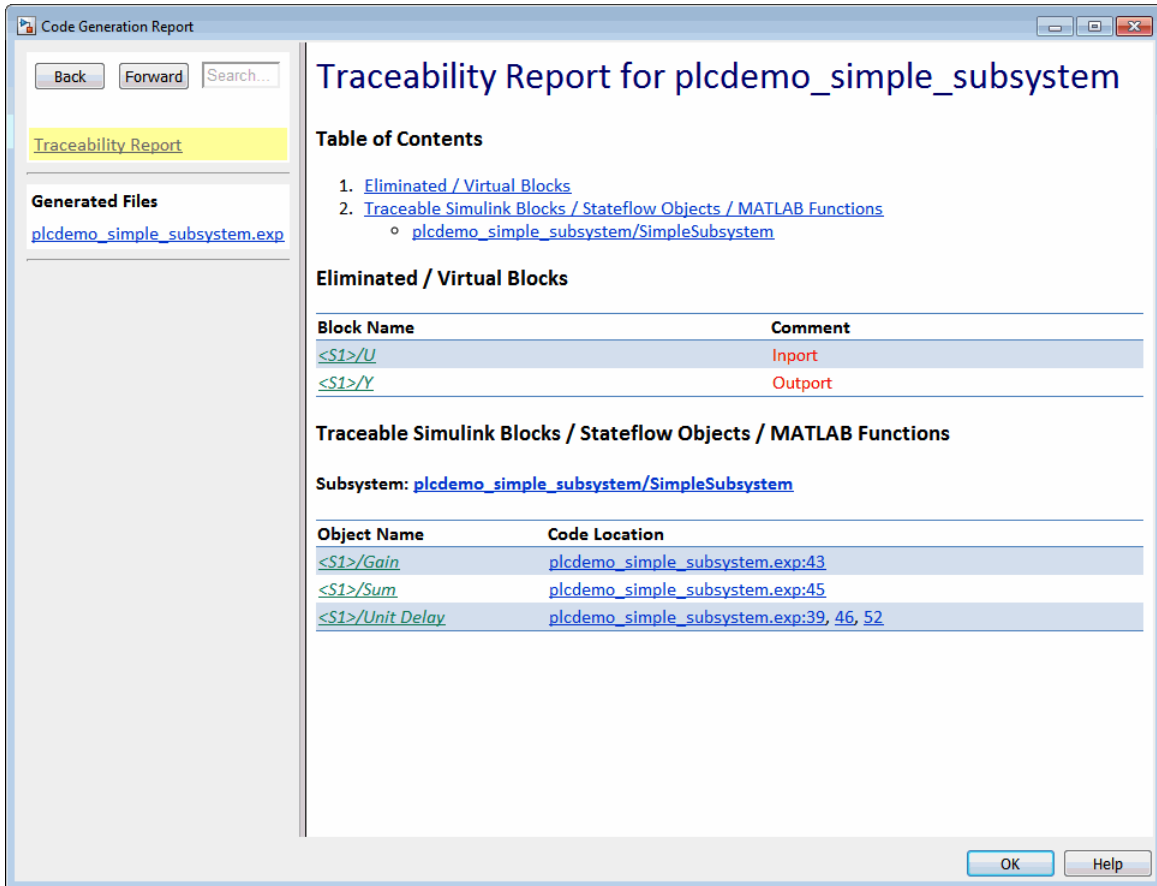 Code Generation Report
Back Forward Search...
Traceability Report
Generated Files
plcdemo_simple_subsystem.exp
Traceability Report for plcdemo_simple_subsystem
Table of Contents
1. Eliminated / Virtual Blocks
2. Traceable Simulink Blocks / Stateflow Objects / MATLAB Functions
plcdemo_simple_subsystem/SimpleSubsystem
Eliminated / Virtual Blocks
Block Name Comment
<S1>/U Inport
<S1>/Y Outport
Traceable Simulink Blocks / Stateflow Objects / MATLAB Functions
Subsystem: plcdemo_simple_subsystem/SimpleSubsystem
Object Name Code Location
<S1>/Gain plcdemo_simple_subsystem.exp:43
<S1>/Sum plcdemo_simple_subsystem.exp:45
<S1>/Unit Delay plcdemo_simple_subsystem.exp:39, 46, 52
OK Help